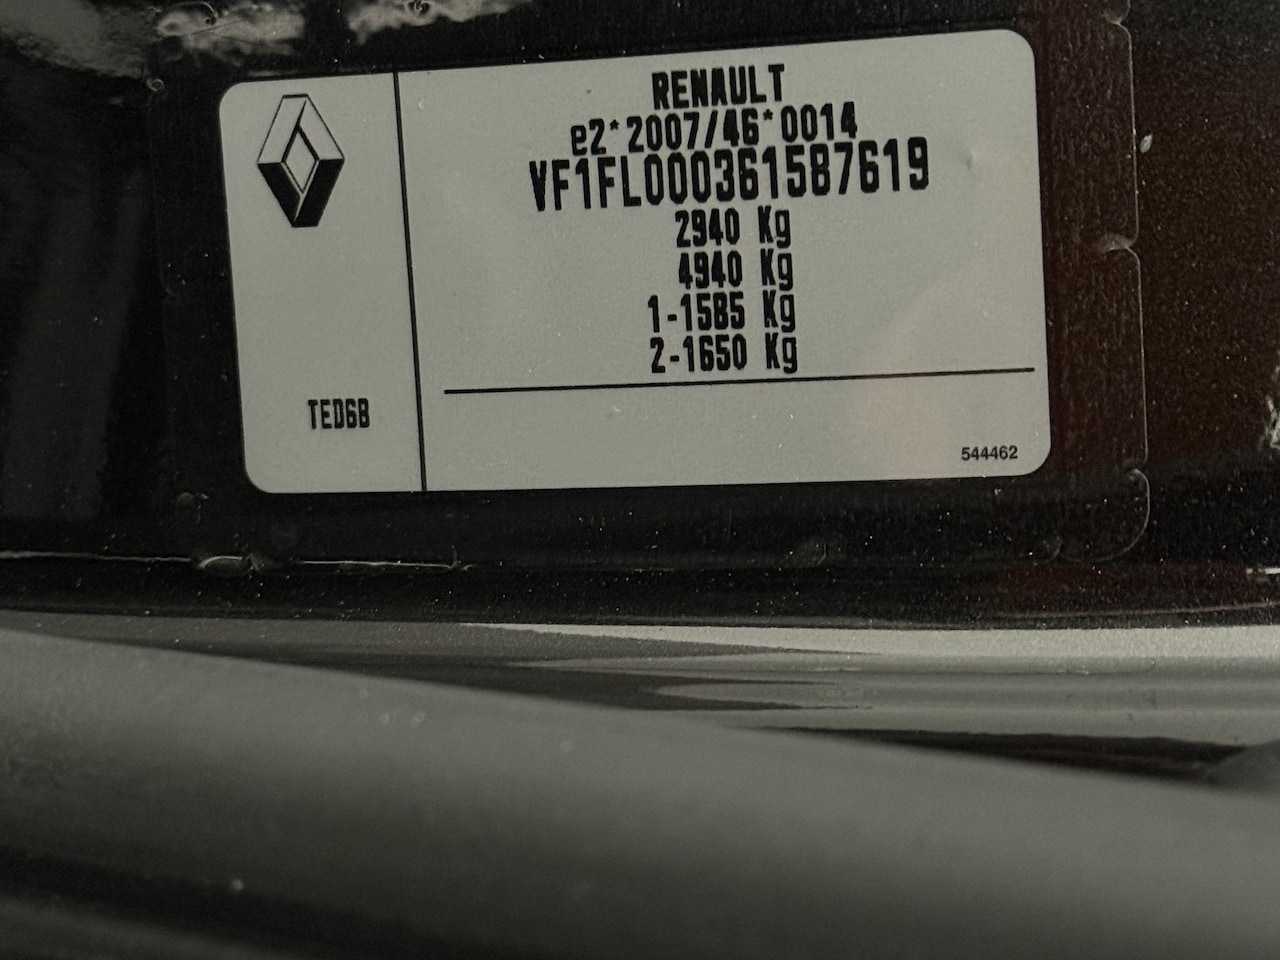 RENAULT
e2*2007/46*0014
VF1FL000361587619
2940 Kg
4940 Kg
1-1585 Kg
2-1650 Kg
TED6B
544462